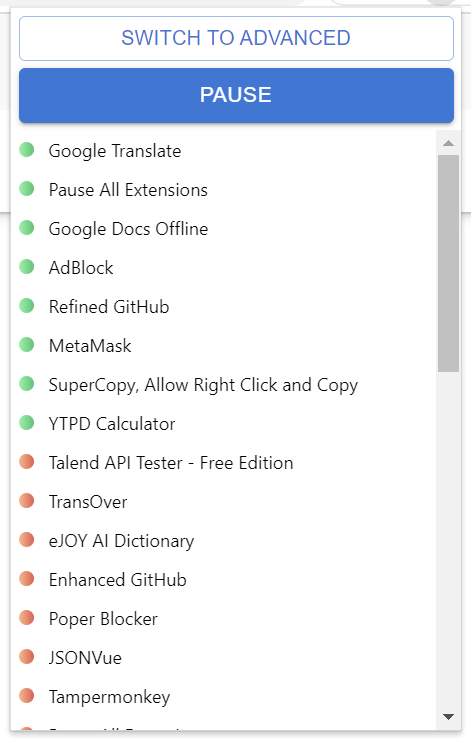 SWITCH TO ADVANCED
PAUSE
Google Translate
Pause All Extensions
Google Docs Offline
AdBlock
Refined GitHub
MetaMask
SuperCopy, Allow Right Click and Copy
YTPD Calculator
Talend API Tester - Free Edition
TransOver
eJOY AI Dictionary
Enhanced GitHub
Poper Blocker
JSONVue
Tampermonkey